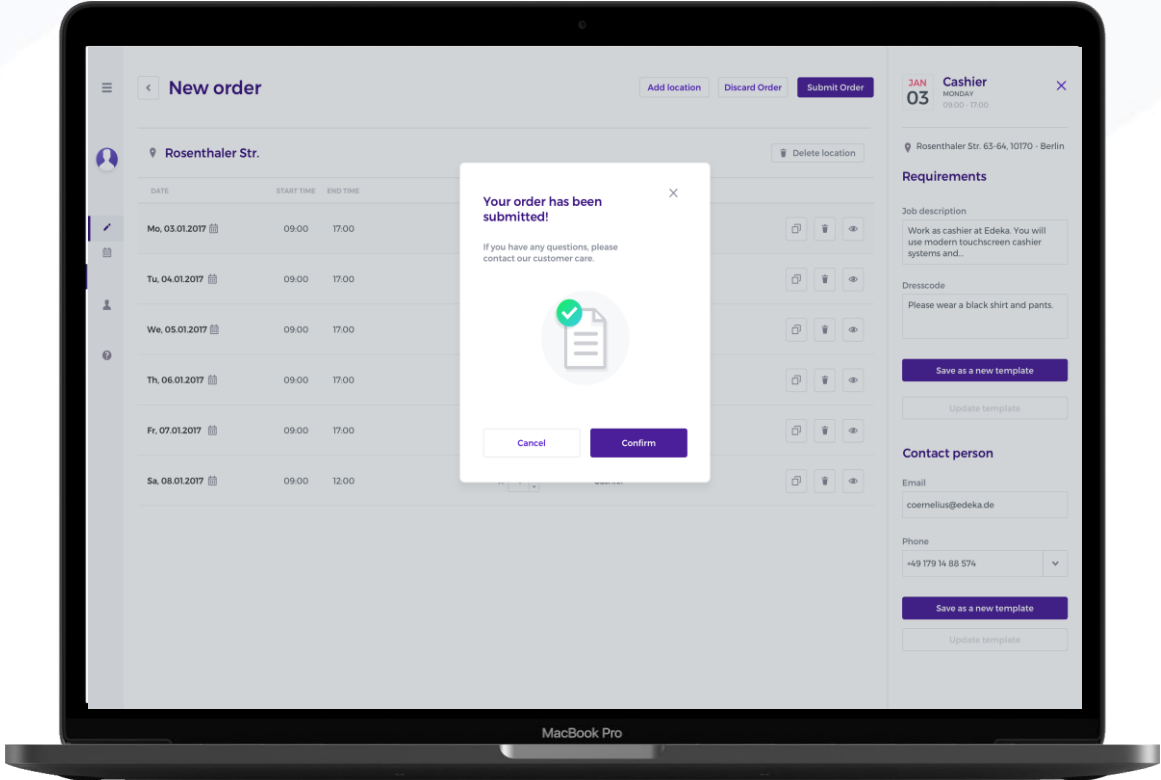 New order
Add location
Discard Order
Submit Order
JAN
03
Cashier
MONDAY
09:00 - 17:00
Rosenthaler Str.
Delete location
Rosenthaler Str. 63-64, 10170 - Berlin
DATE
START TIME
END TIME
Mo, 03.01.2017
09:00
17:00
Tu, 04.01.2017
09:00
17:00
We, 05.01.2017
09:00
17:00
Th, 06.01.2017
09:00
17:00
Fr, 07.01.2017
09:00
17:00
Sa, 08.01.2017
09:00
12:00
Your order has been
submitted!
If you have any questions, please
contact our customer care.
Cancel
Confirm
Requirements
Job description
Work as cashier at Edeka. You will
use modern touchscreen cashier
systems and...
Dresscode
Please wear a black shirt and pants.
Save as a new template
Update template
Contact person
Email
coernelius@edeka.de
Phone
+49 179 14 88 574
Save as a new template
Update template
MacBook Pro